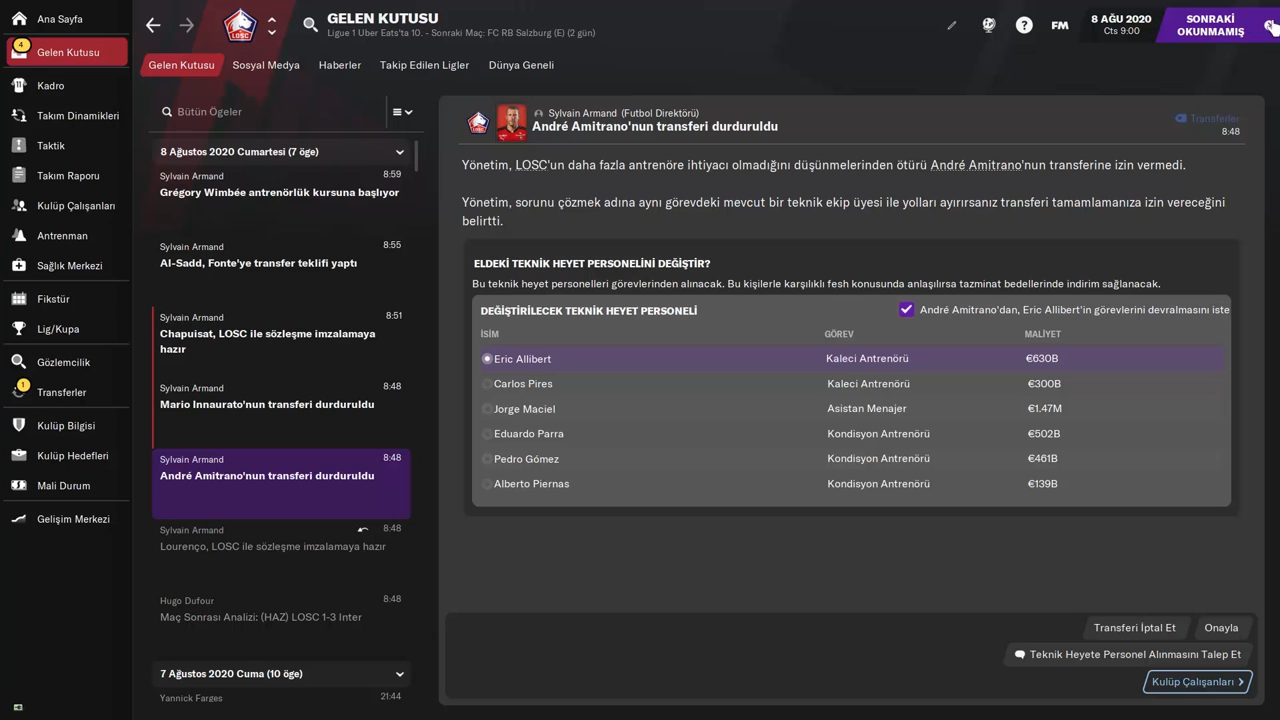 Ana Sayfa
4
Gelen Kutusu
Kadro
Takım Dinamikleri
Taktik
Takım Raporu
Kulüp Çalışanları
Antrenman
Sağlık Merkezi
Fikstür
Lig/Kupa
Gözlemcilik
1
Transferler
Kulüp Bilgisi
Kulüp Hedefleri
Mali Durum
Gelişim Merkezi
LOSC
GELEN KUTUSU
Ligue 1 Uber Eats'ta 10. - Sonraki Maç: FC RB Salzburg (E) (2 gün)
FM
8 AĞU 2020
Cts 9:00
SONRAKİ
OKUNMAMIŞ
Gelen Kutusu
Sosyal Medya
Haberler
Takip Edilen Ligler
Dünya Geneli
Bütün Ögeler
8 Ağustos 2020 Cumartesi (7 öge)
8:59
Grégory Wimbée antrenörlük kursuna başlıyor
Sylvain Armand
8:55
Al-Sadd, Fonte'ye transfer teklifi yaptı
Sylvain Armand
8:51
Chapuisat, LOSC ile sözleşme imzalamaya
hazır
Sylvain Armand
8:48
Mario Innaurato'nun transferi durduruldu
Sylvain Armand
8:48
André Amitrano'nun transferi durduruldu
Sylvain Armand
8:48
Lourenço, LOSC ile sözleşme imzalamaya hazır
Hugo Dufour
8:48
Maç Sonrası Analizi: (HAZ) LOSC 1-3 Inter
7 Ağustos 2020 Cuma (10 öge)
Yannick Farges
21:44
Sylvain Armand (Futbol Direktörü)
André Amitrano'nun transferi durduruldu
Transferler
8:48
Yönetim, LOSC'un daha fazla antrenöre ihtiyacı olmadığını düşünmelerinden ötürü André Amitrano'nun transferine izin vermedi.
Yönetim, sorunu çözmek adına aynı görevdeki mevcut bir teknik ekip üyesi ile yolları ayırırsanız transferi tamamlamanıza izin vereceğini
belirtti.
ELDEKİ TEKNİK HEYET PERSONELİNİ DEĞİŞTİR?
Bu teknik heyet personelleri görevlerinden alınacak. Bu kişilerle karşılıklı fesh konusunda anlaşılırsa tazminat bedellerinde indirim sağlanacak.
DEĞİŞTİRİLECEK TEKNİK HEYET PERSONELİ
André Amitrano'dan, Eric Allibert'in görevlerini devralmasını iste
İSİM
GÖREV
MALİYET
Eric Allibert
Kaleci Antrenörü
€630B
Carlos Pires
Kaleci Antrenörü
€300B
Jorge Maciel
Asistan Menajer
€1.47M
Eduardo Parra
Kondisyon Antrenörü
€502B
Pedro Gómez
Kondisyon Antrenörü
€461B
Alberto Piernas
Kondisyon Antrenörü
€139B
Transferi İptal Et
Onayla
Teknik Heyete Personel Alınmasını Talep Et
Kulüp Çalışanları